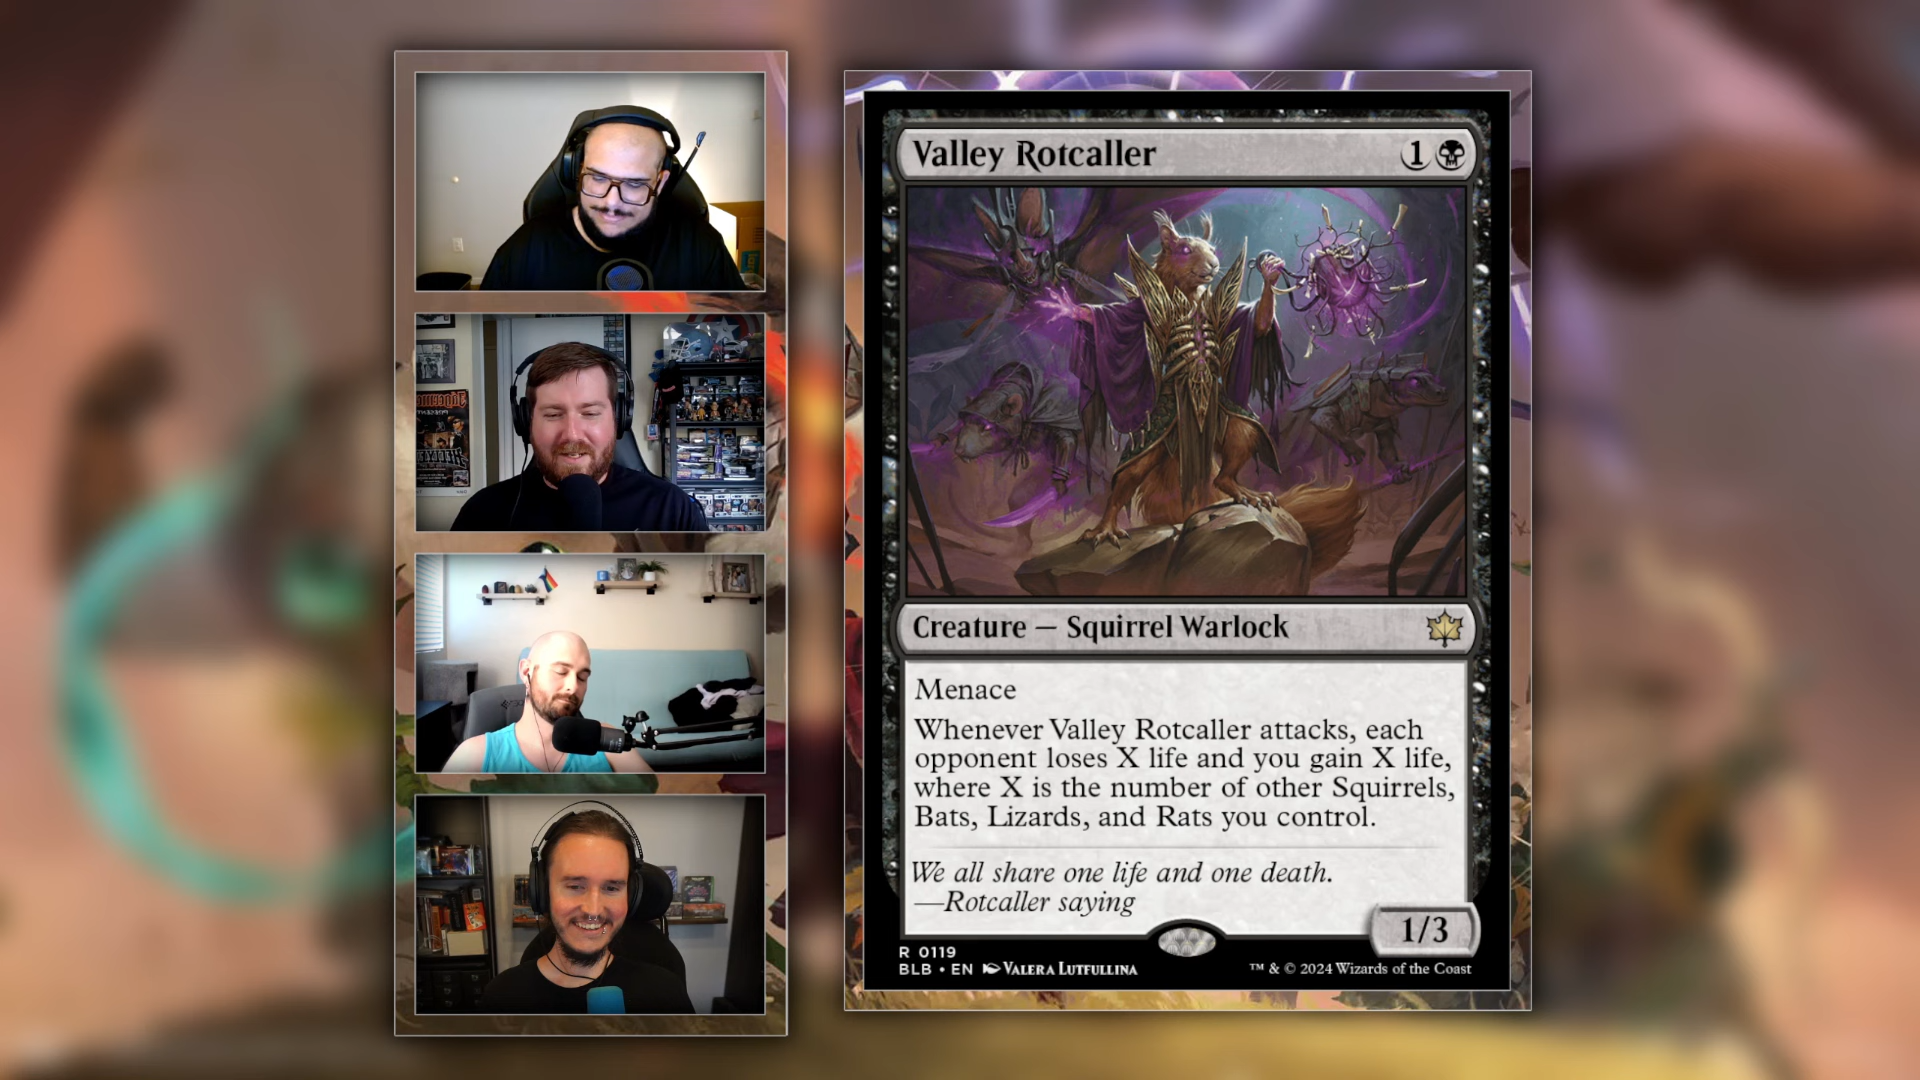 Valley Rotcaller
1
Creature — Squirrel Warlock
Menace
Whenever Valley Rotcaller attacks, each
opponent loses X life and you gain X life,
where X is the number of other Squirrels,
Bats, Lizards, and Rats you control.
We all share one life and one death.
—Rotcaller saying
1/3
R 0119
BLB • EN VALERA LUTFULLINA
™ & © 2024 Wizards of the Coast